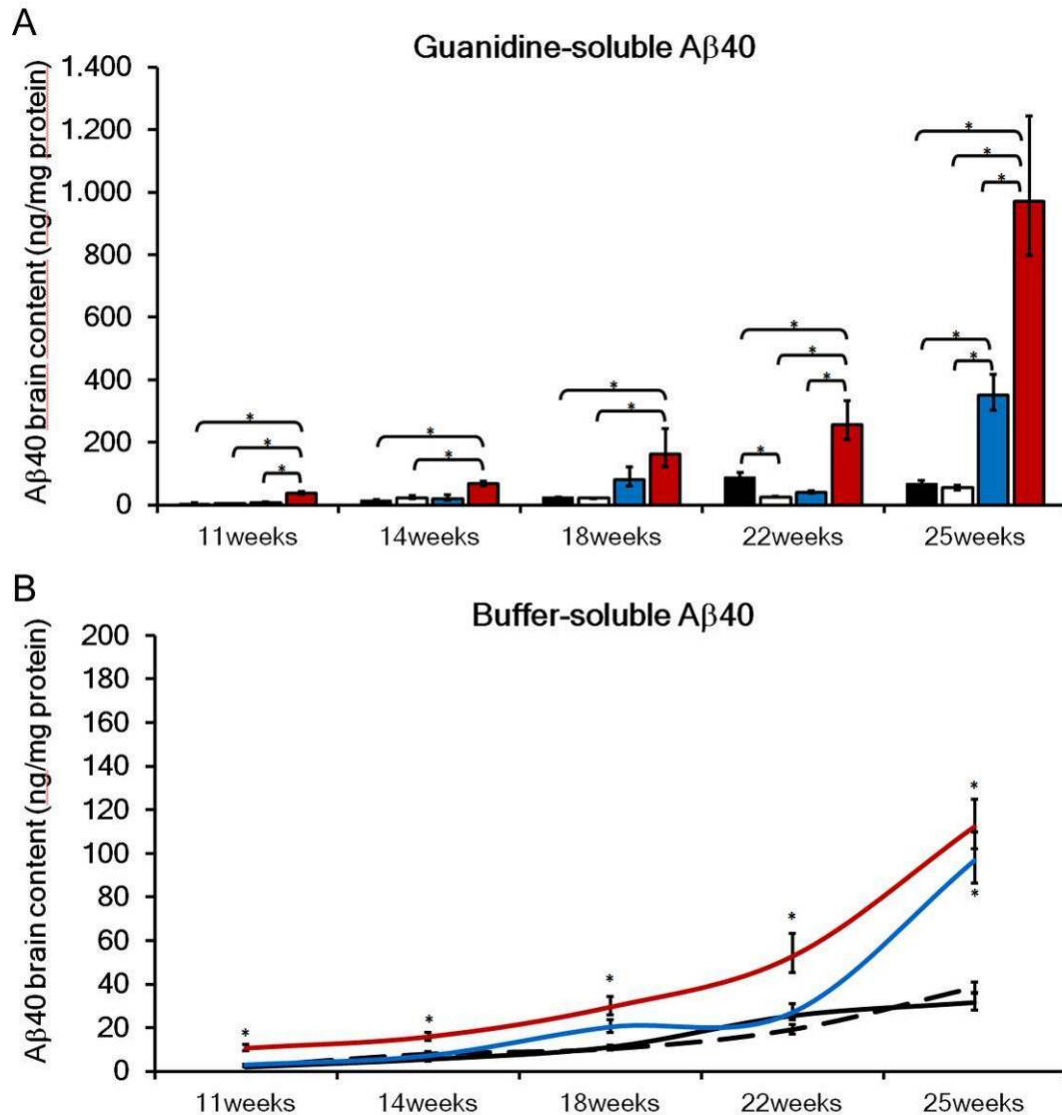 A
Guanidine-soluble Aβ40
Aβ40 brain content (ng/mg protein)
1.400
1.200
1.000
800
600
400
200
0
* * * * * * * * * * * * * * * * *
11weeks 14weeks 18weeks 22weeks 25weeks
B
Buffer-soluble Aβ40
Aβ40 brain content (ng/mg protein)
200
180
160
140
120
100
80
60
40
20
0
* * * * * *
11weeks 14weeks 18weeks 22weeks 25weeks